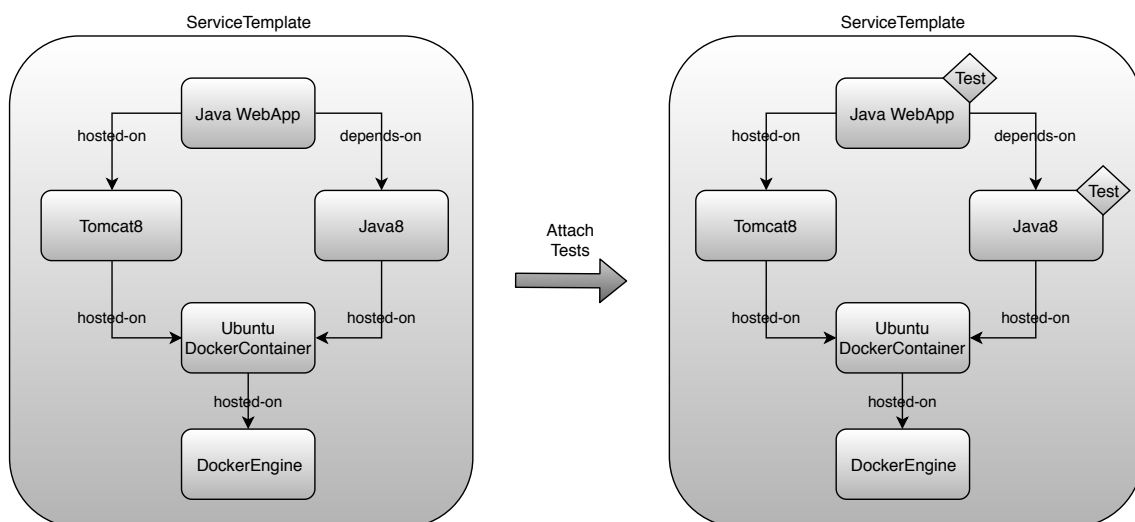 ServiceTemplate
Java WebApp
hosted-on
depends-on
Tomcat8
Java8
hosted-on
hosted-on
Ubuntu
DockerContainer
hosted-on
DockerEngine
Attach
Tests
ServiceTemplate
Test
Java WebApp
hosted-on
depends-on
Test
Tomcat8
Java8
hosted-on
hosted-on
Ubuntu
DockerContainer
hosted-on
DockerEngine